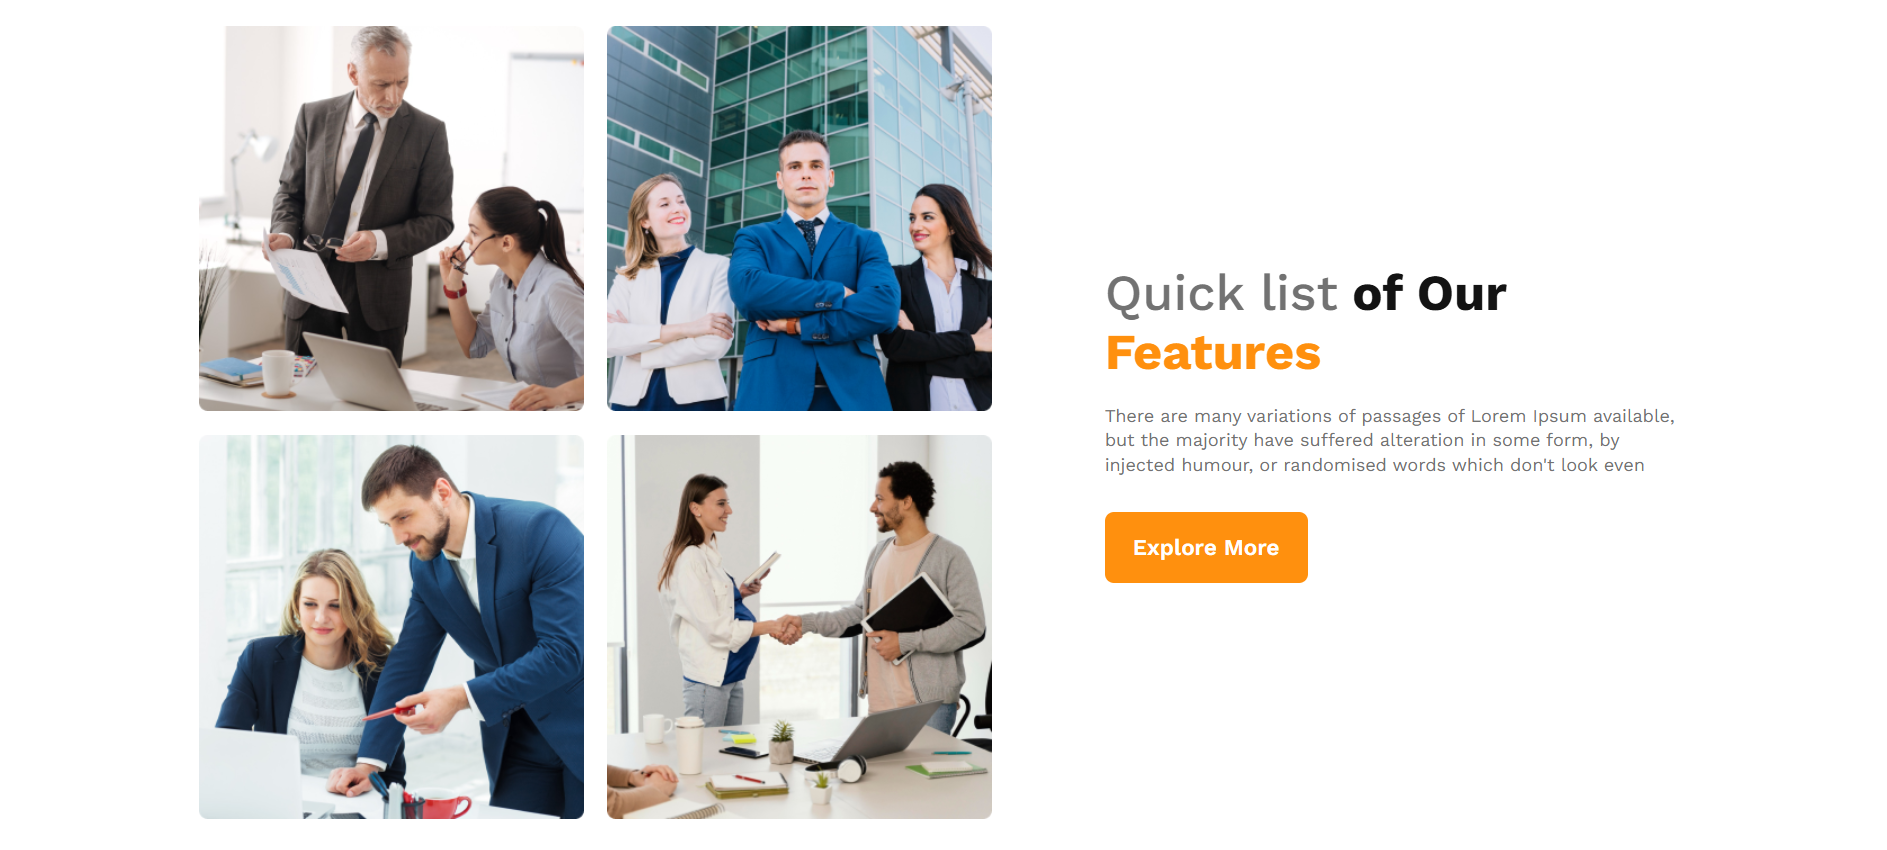 Quick list of Our
Features
There are many variations of passages of Lorem Ipsum available,
but the majority have suffered alteration in some form, by
injected humour, or randomised words which don't look even
Explore More